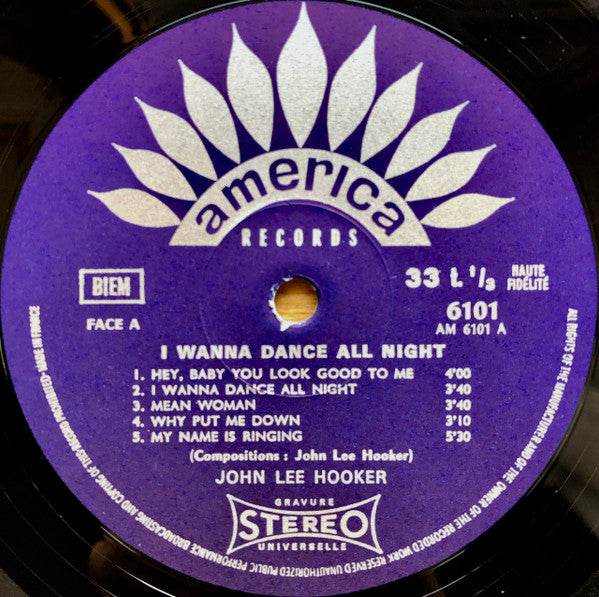 america
RECORDS
BIEM
33 t. 1/3
HAUTE
FIDÉLITÉ
FACE A
6101
AM 6101 A
I WANNA DANCE ALL NIGHT
1. HEY, BABY YOU LOOK GOOD TO ME 4'00
2. I WANNA DANCE ALL NIGHT 3'40
3. MEAN WOMAN 3'40
4. WHY PUT ME DOWN 3'10
5. MY NAME IS RINGING 5'30
(Compositions : John Lee Hooker)
JOHN LEE HOOKER
GRAVURE
STEREO
UNIVERSELLE
ALL RIGHTS OF THE MANUFACTURER AND OF THE OWNER OF THE RECORDED WORK RESERVED UNAUTHORIZED PUBLIC PERFORMANCE BROADCASTING AND COPYING OF THIS RECORD PROHIBITED - MADE IN FRANCE